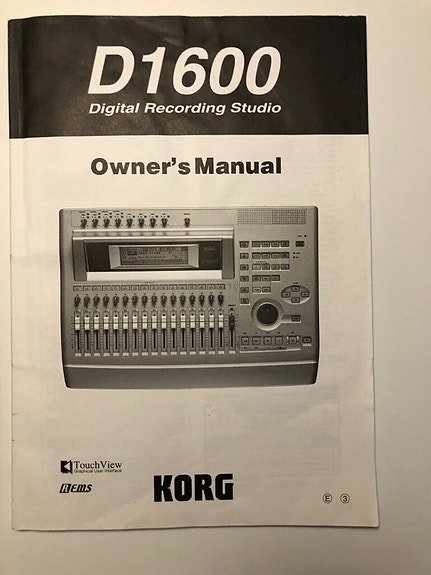 D1600
Digital Recording Studio
Owner's Manual
TouchView
Graphical User Interface
REMS
KORG
E 3